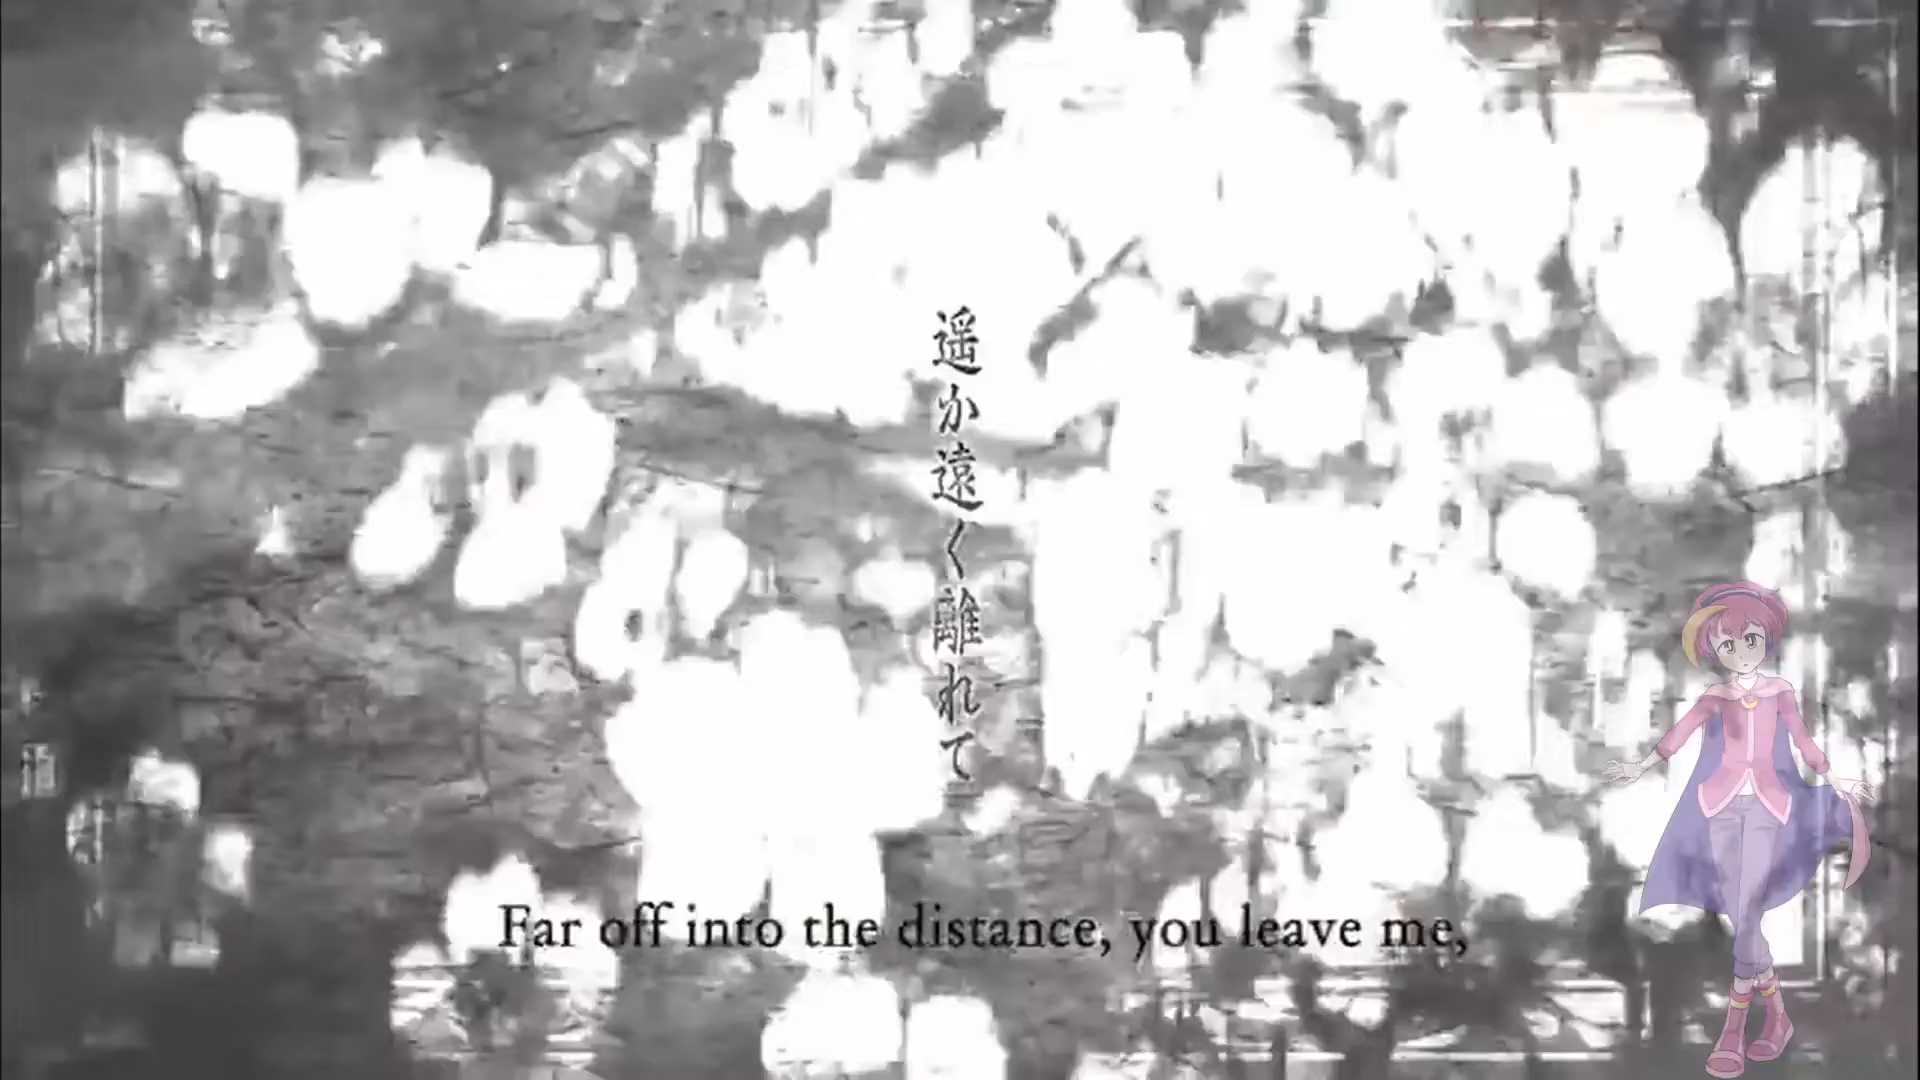 遥か遠く離れて
Far off into the distance, you leave me,